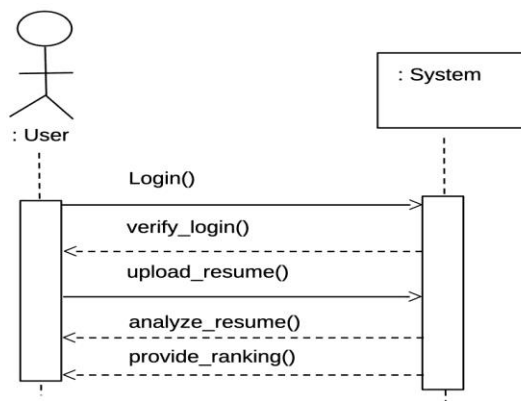 : System
: User
Login()
verify_login()
upload_resume()
analyze_resume()
provide_ranking()